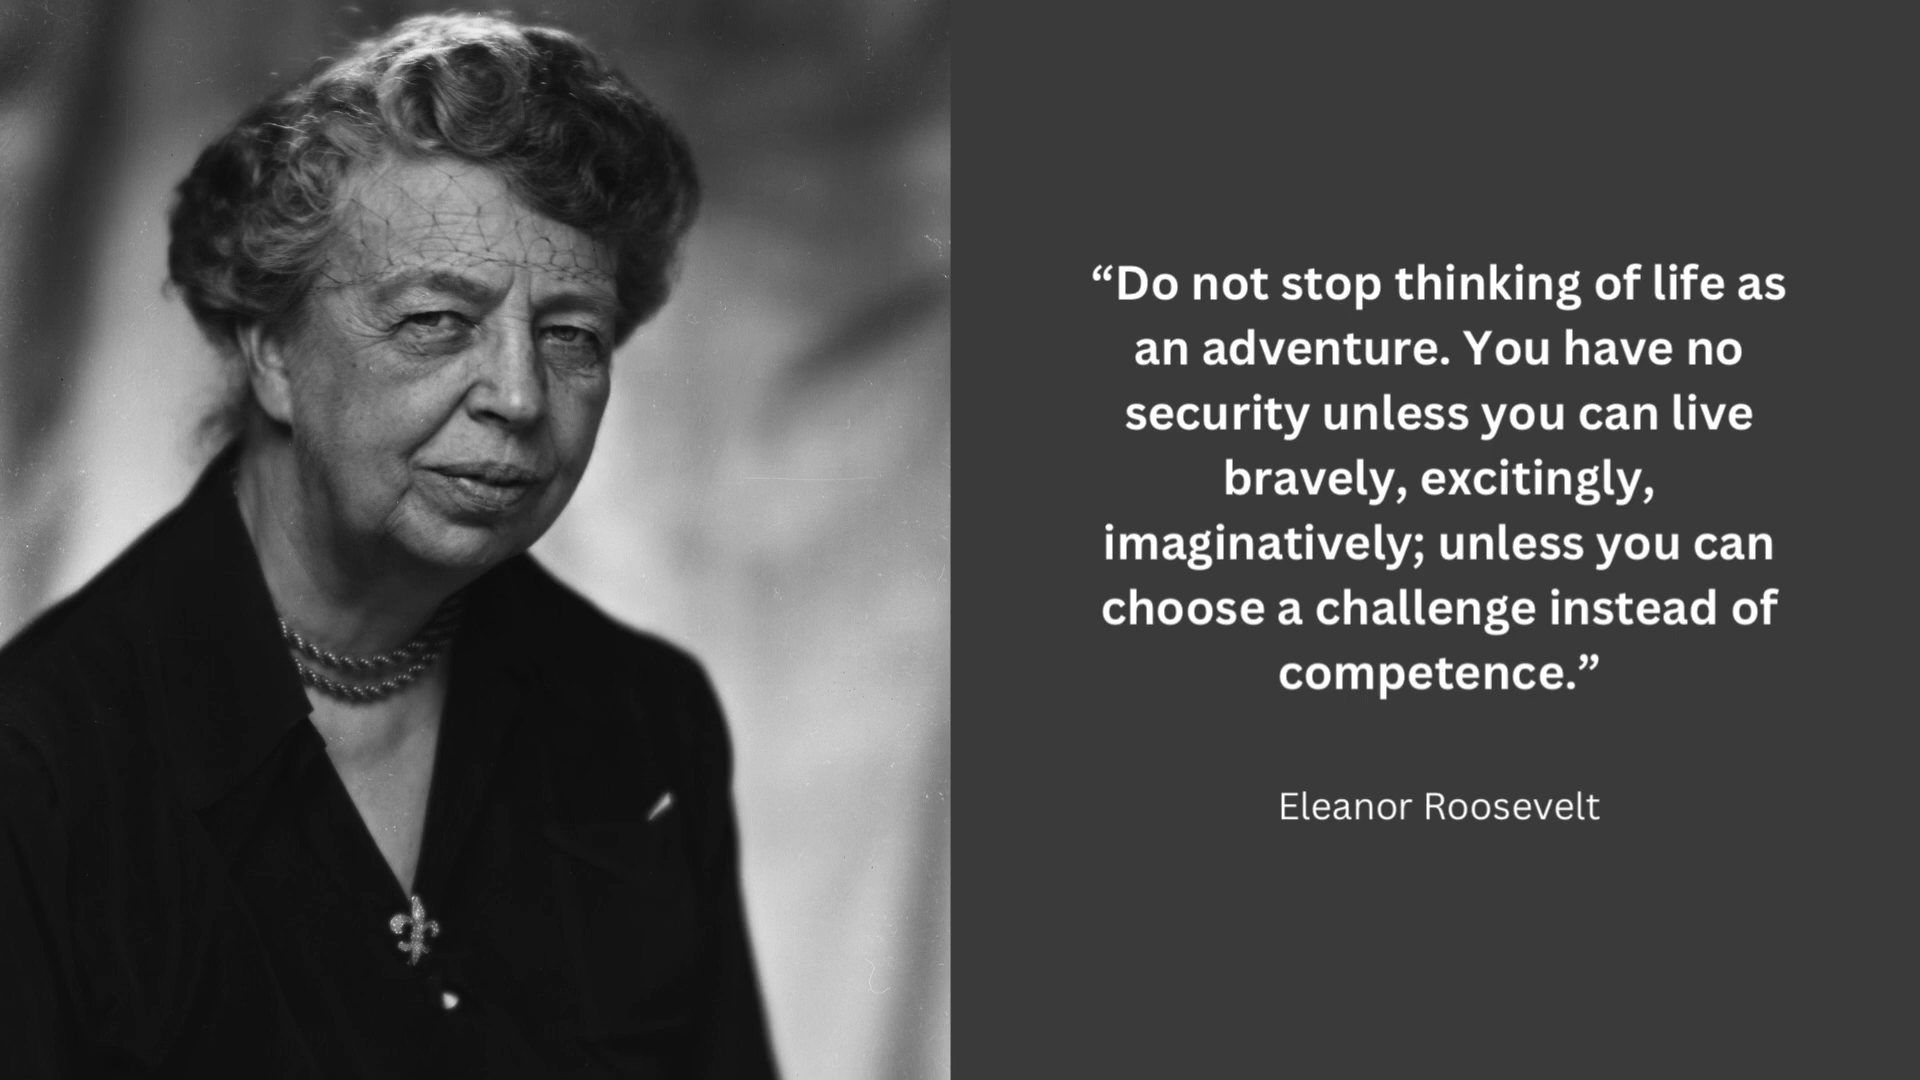 “Do not stop thinking of life as
an adventure. You have no
security unless you can live
bravely, excitingly,
imaginatively; unless you can
choose a challenge instead of
competence.”
Eleanor Roosevelt